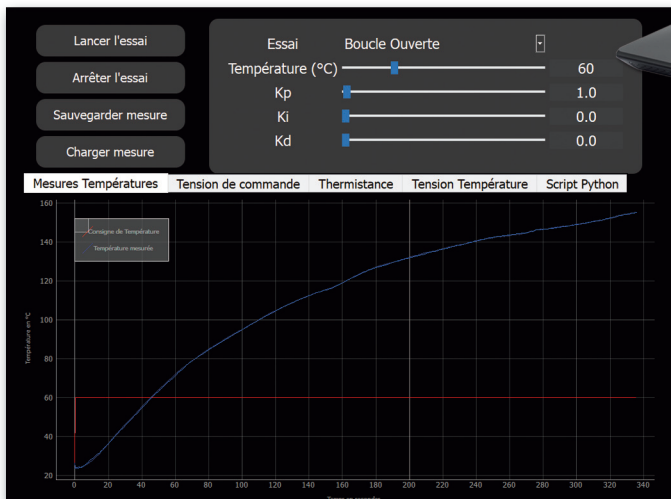 Lancer l'essai
Arrêter l'essai
Sauvegarder mesure
Charger mesure
Essai Boucle Ouverte
Température (°C) 60
Kp 1.0
Ki 0.0
Kd 0.0
Mesures Températures Tension de commande Thermistance Tension Température Script Python
Consigne de Température
Température mesurée
Température en °C
160
140
120
100
80
60
40
20
0 20 40 60 80 100 120 140 160 180 200 220 240 260 280 300 320 340
Temps en secondes